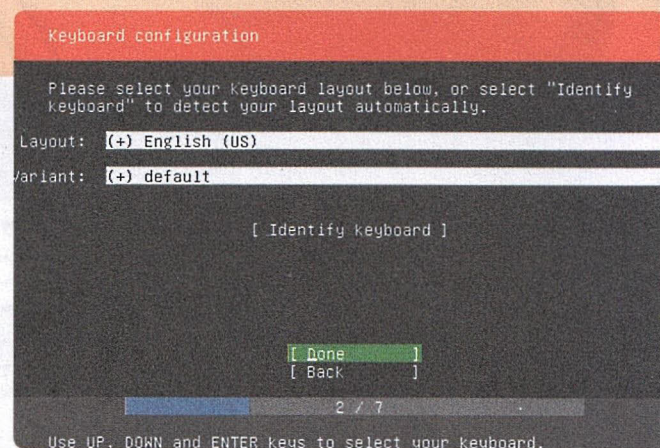 Keyboard configuration
Please select your Keyboard layout below, or select "Identify
keyboard" to detect your layout automatically.
Layout: (+) English (US)
Variant: (+) default
[ Identify keyboard ]
[ Done ]
[ Back ]
2 / 7
Use UP, DOWN and ENTER keys to select your keyboard.